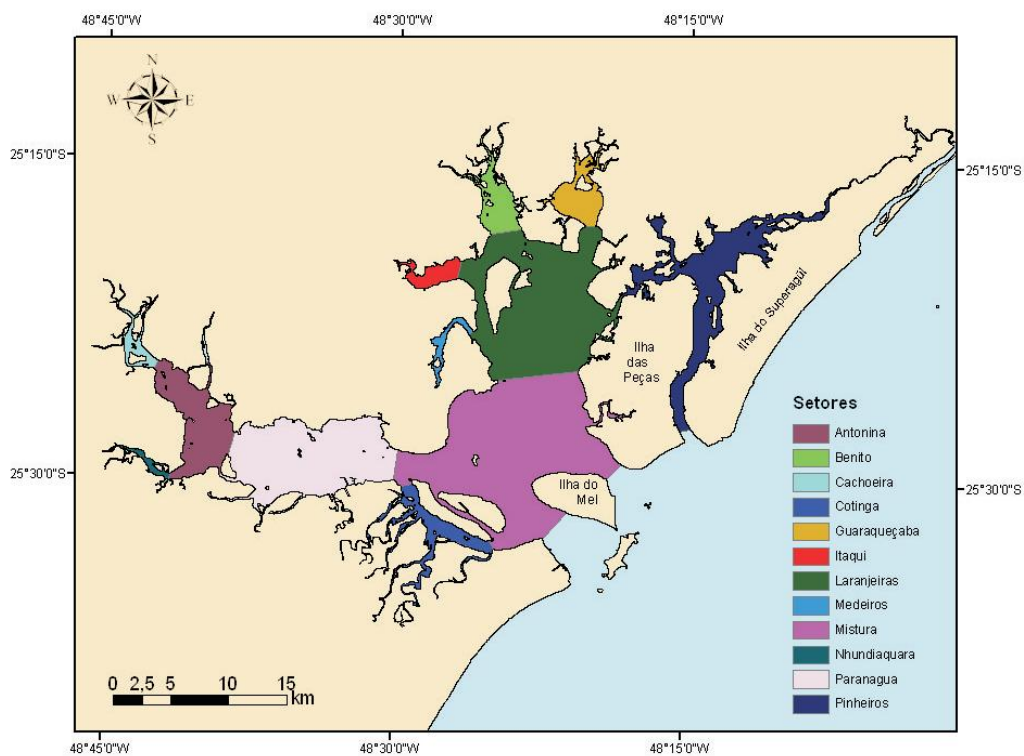 48°45'0"W 48°30'0"W 48°15'0"W
N
W E
S
25°15'0"S 25°15'0"S
Ilha do Superagüi
Ilha
das
Peças
Setores
Antonina
Benito
Cachoeira
Cotinga
Guaraqueçaba
Itaqui
Laranjeiras
Medeiros
Mistura
Nhundiaquara
Paranagua
Pinheiros
25°30'0"S 25°30'0"S
Ilha do
Mel
0 2,5 5 10 15
km
48°45'0"W 48°30'0"W 48°15'0"W